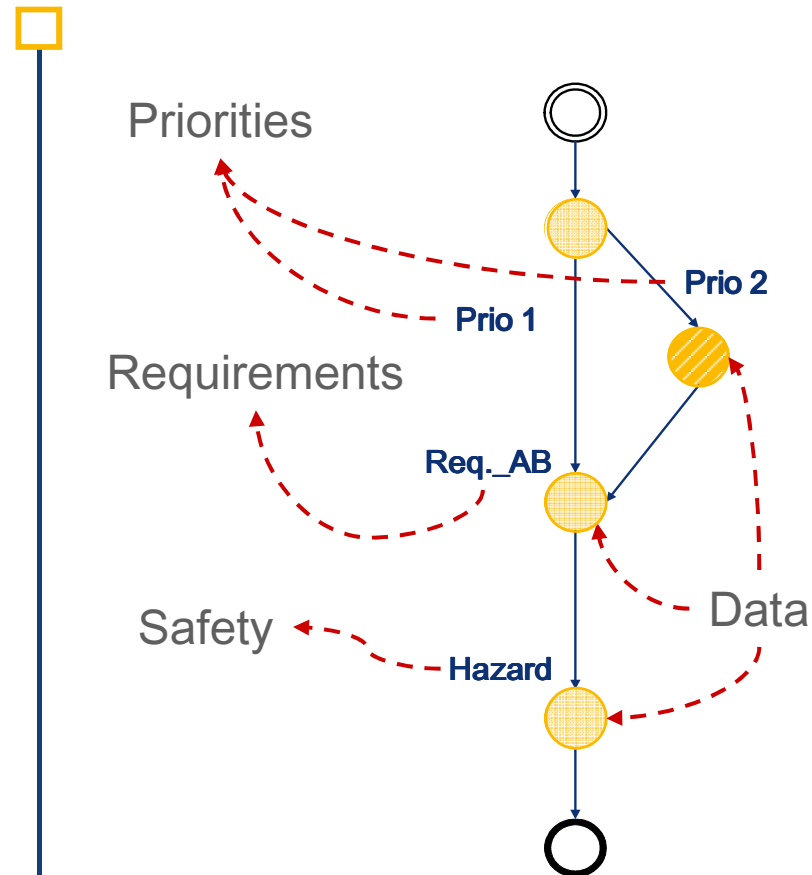 Priorities
Prio 2
Prio 1
Requirements
Req._AB
Data
Safety
Hazard